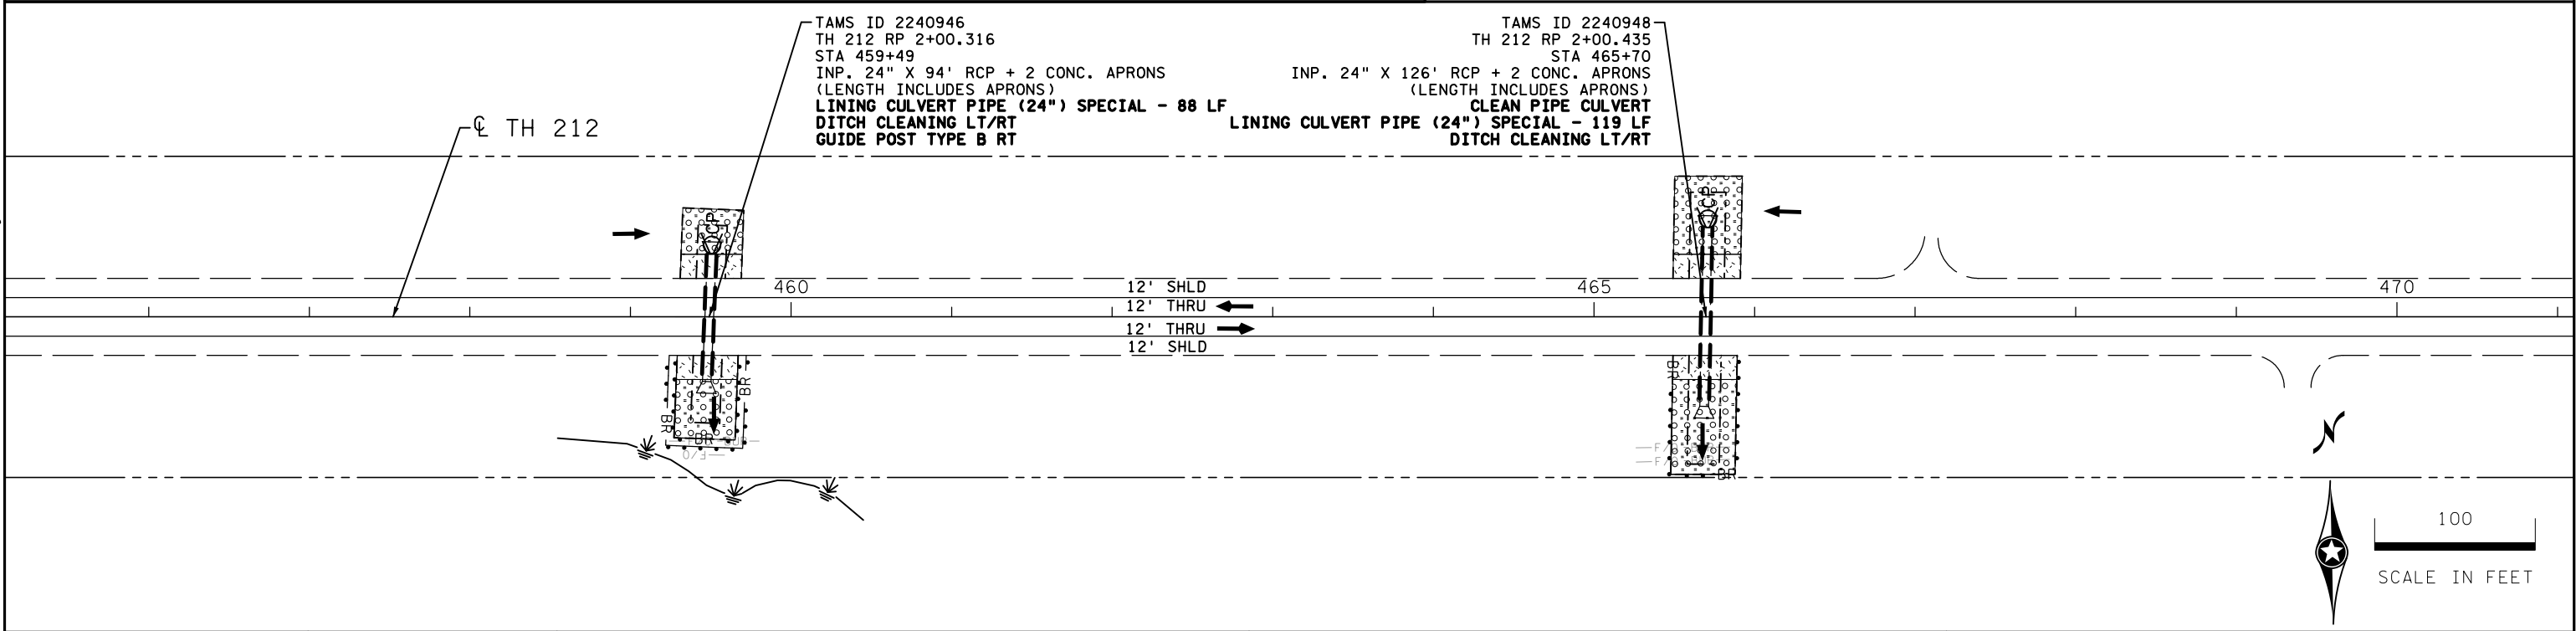 TAMS ID 2240946
TH 212 RP 2+00.316
STA 459+49
INP. 24" X 94' RCP + 2 CONC. APRONS
(LENGTH INCLUDES APRONS)
LINING CULVERT PIPE (24") SPECIAL - 88 LF
DITCH CLEANING LT/RT
GUIDE POST TYPE B RT
TAMS ID 2240948
TH 212 RP 2+00.435
STA 465+70
INP. 24" X 126' RCP + 2 CONC. APRONS
(LENGTH INCLUDES APRONS)
CLEAN PIPE CULVERT
LINING CULVERT PIPE (24") SPECIAL - 119 LF
DITCH CLEANING LT/RT
℄ TH 212
460
465
470
12' SHLD
12' THRU
12' THRU
12' SHLD
BR
BR
BR
F/O
BR
BR
N
100
SCALE IN FEET